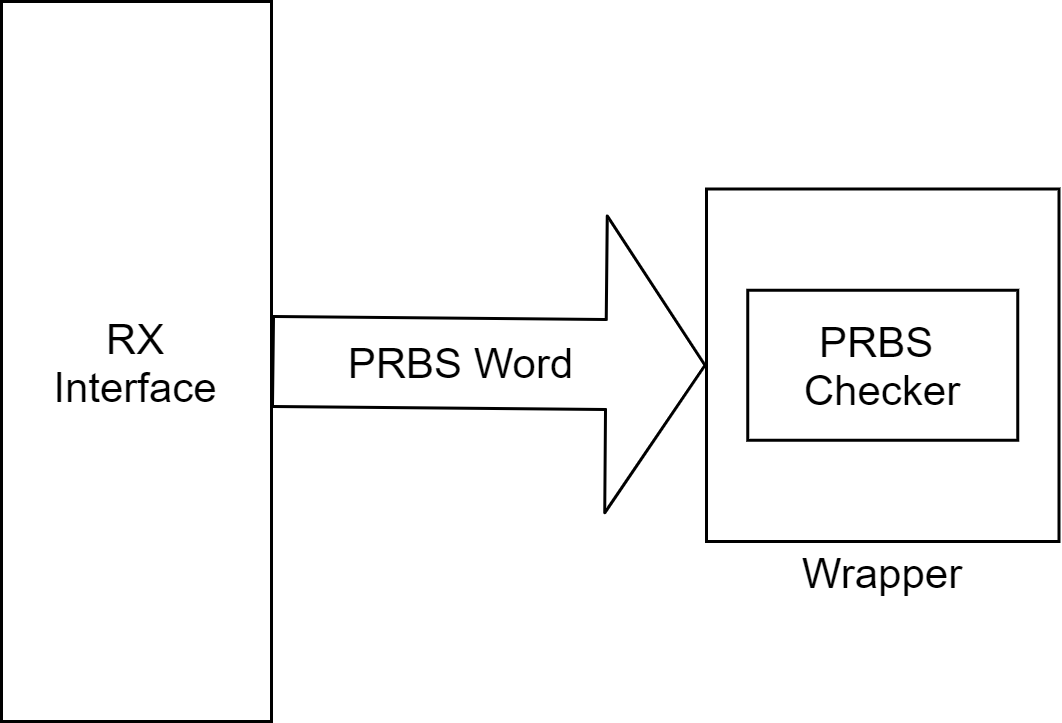 RX
Interface
PRBS Word
PRBS
Checker
Wrapper